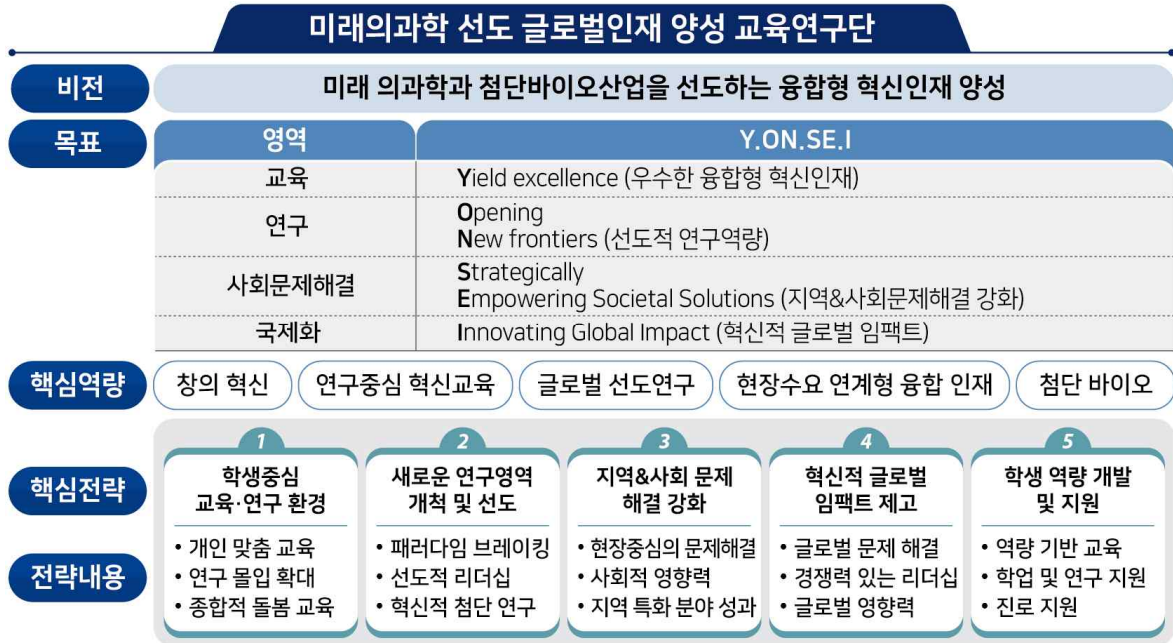 미래의과학 선도 글로벌인재 양성 교육연구단
비전
미래 의과학과 첨단바이오산업을 선도하는 융합형 혁신인재 양성
목표
영역
Y.ON.SE.I
교육
Yield excellence (우수한 융합형 혁신인재)
연구
Opening
New frontiers (선도적 연구역량)
사회문제해결
Strategically
Empowering Societal Solutions (지역&사회문제해결 강화)
국제화
Innovating Global Impact (혁신적 글로벌 임팩트)
핵심역량
창의 혁신
연구중심 혁신교육
글로벌 선도연구
현장수요 연계형 융합 인재
첨단 바이오
핵심전략
전략내용
1
학생중심
교육·연구 환경
• 개인 맞춤 교육
• 연구 몰입 확대
• 종합적 돌봄 교육
2
새로운 연구영역
개척 및 선도
• 패러다임 브레이킹
• 선도적 리더십
• 혁신적 첨단 연구
3
지역&사회 문제
해결 강화
• 현장중심의 문제해결
• 사회적 영향력
• 지역 특화 분야 성과
4
혁신적 글로벌
임팩트 제고
• 글로벌 문제 해결
• 경쟁력 있는 리더십
• 글로벌 영향력
5
학생 역량 개발
및 지원
• 역량 기반 교육
• 학업 및 연구 지원
• 진로 지원